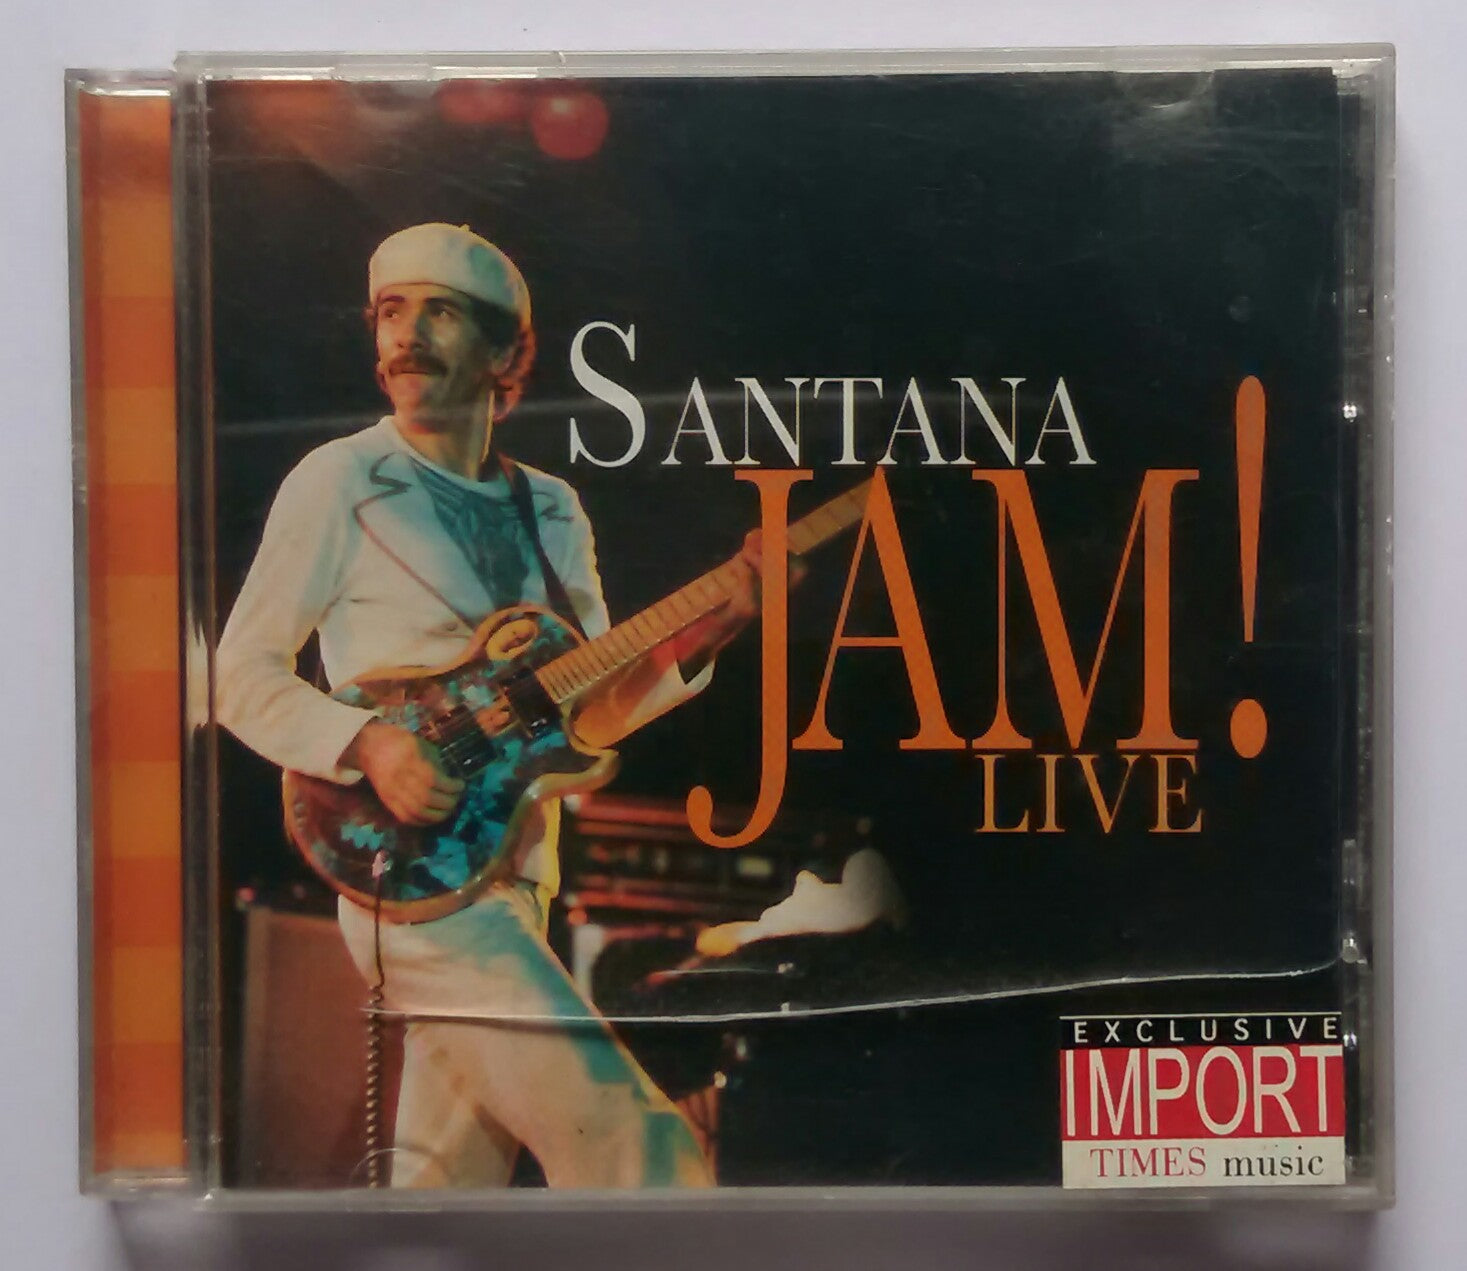 SANTANA
JAM!
LIVE
EXCLUSIVE
IMPORT
TIMES music